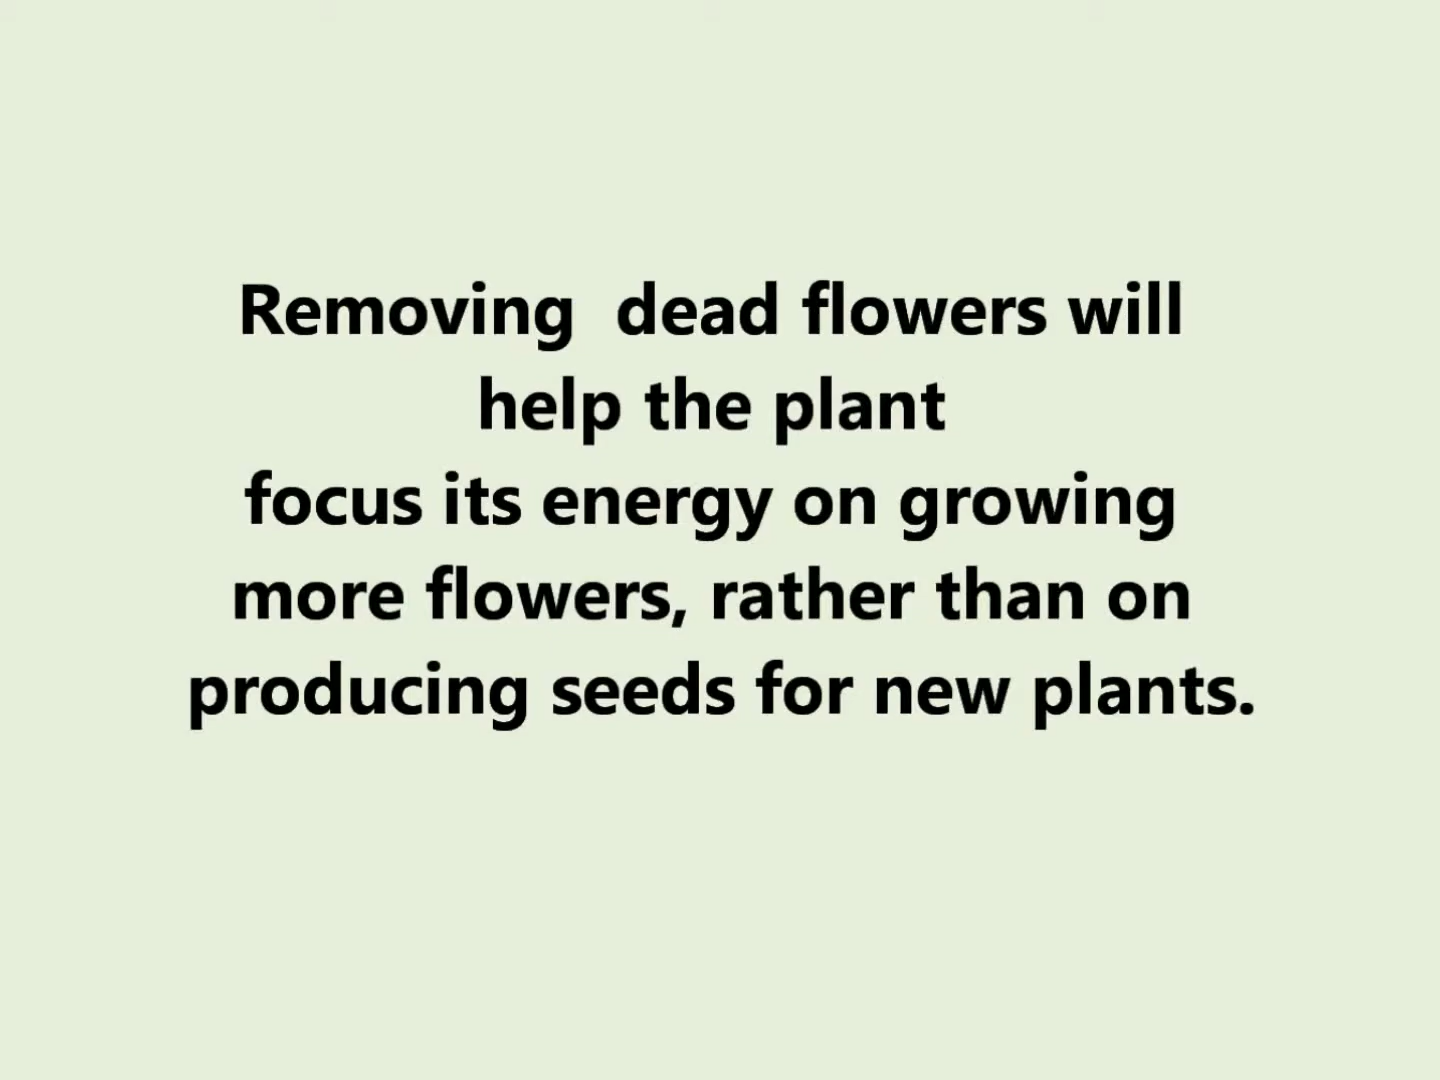 Removing  dead flowers will
help the plant
focus its energy on growing
more flowers, rather than on
producing seeds for new plants.